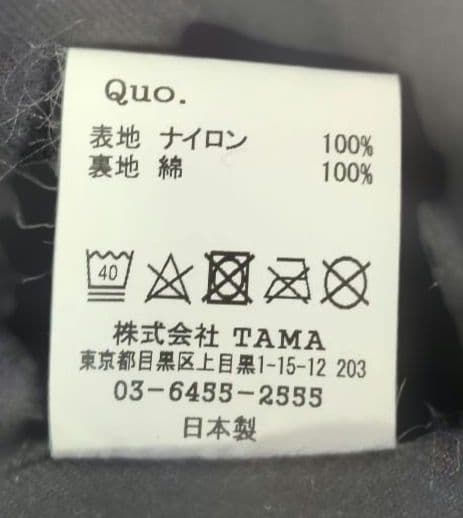 Quo.
表地 ナイロン 100%
裏地 綿 100%
40
株式会社 TAMA
東京都目黒区上目黒1-15-12 203
03-6455-2555
日本製